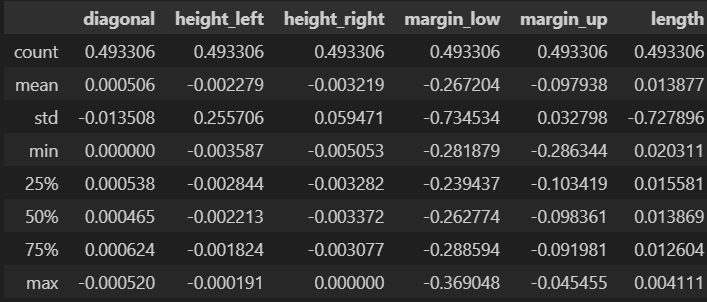 diagonal height_left height_right margin_low margin_up length
count 0.493306 0.493306 0.493306 0.493306 0.493306 0.493306
mean 0.000506 -0.002279 -0.003219 -0.267204 -0.097938 0.013877
std -0.013508 0.255706 0.059471 -0.734534 0.032798 -0.727896
min 0.000000 -0.003587 -0.005053 -0.281879 -0.286344 0.020311
25% 0.000538 -0.002844 -0.003282 -0.239437 -0.103419 0.015581
50% 0.000465 -0.002213 -0.003372 -0.262774 -0.098361 0.013869
75% 0.000624 -0.001824 -0.003077 -0.288594 -0.091981 0.012604
max -0.000520 -0.000191 0.000000 -0.369048 -0.045455 0.004111